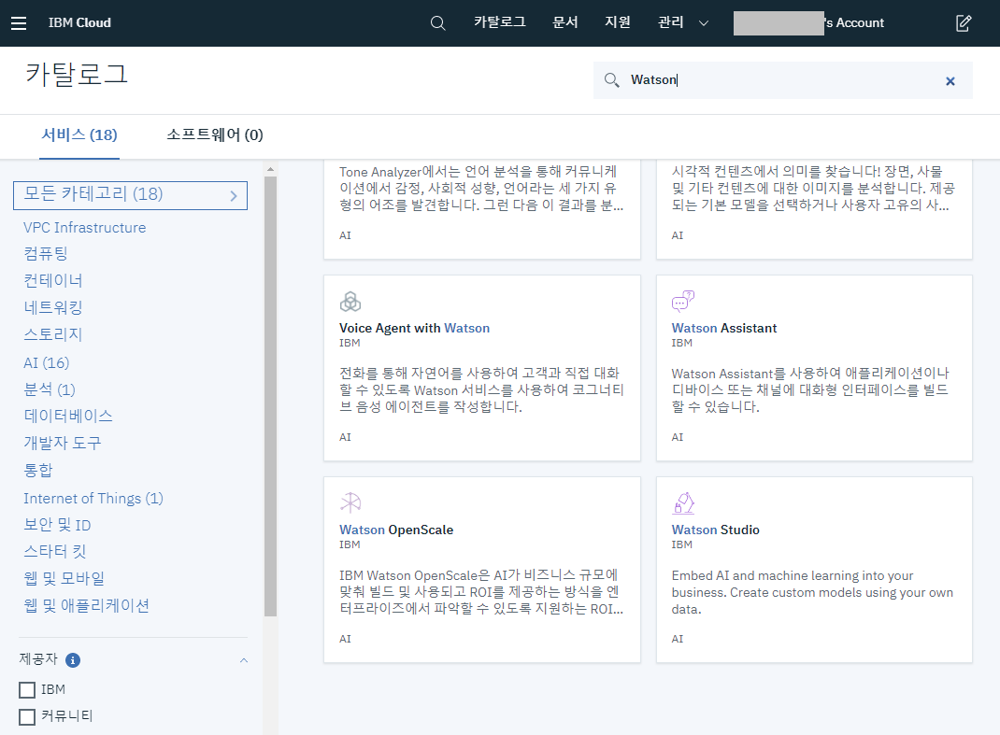 IBM Cloud
카탈로그
문서
지원
관리
's Account
카탈로그
Watson
서비스 (18)
소프트웨어 (0)
모든 카테고리 (18)
VPC Infrastructure
컴퓨팅
컨테이너
네트워킹
스토리지
AI (16)
분석 (1)
데이터베이스
개발자 도구
통합
Internet of Things (1)
보안 및 ID
스타터 킷
웹 및 모바일
웹 및 애플리케이션
제공자
IBM
커뮤니티
Tone Analyzer에서는 언어 분석을 통해 커뮤니케
이션에서 감정, 사회적 성향, 언어라는 세 가지 유
형의 어조를 발견합니다. 그런 다음 이 결과를 분...
AI
시각적 컨텐츠에서 의미를 찾습니다! 장면, 사물
및 기타 컨텐츠에 대한 이미지를 분석합니다. 제공
되는 기본 모델을 선택하거나 사용자 고유의 사...
AI
Voice Agent with Watson
IBM
전화를 통해 자연어를 사용하여 고객과 직접 대화
할 수 있도록 Watson 서비스를 사용하여 코그너티
브 음성 에이전트를 작성합니다.
AI
Watson Assistant
IBM
Watson Assistant를 사용하여 애플리케이션이나
디바이스 또는 채널에 대화형 인터페이스를 빌드
할 수 있습니다.
AI
Watson OpenScale
IBM
IBM Watson OpenScale은 AI가 비즈니스 규모에
맞춰 빌드 및 사용되고 ROI를 제공하는 방식을 엔
터프라이즈에서 파악할 수 있도록 지원하는 ROI...
AI
Watson Studio
IBM
Embed AI and machine learning into your
business. Create custom models using your own
data.
AI